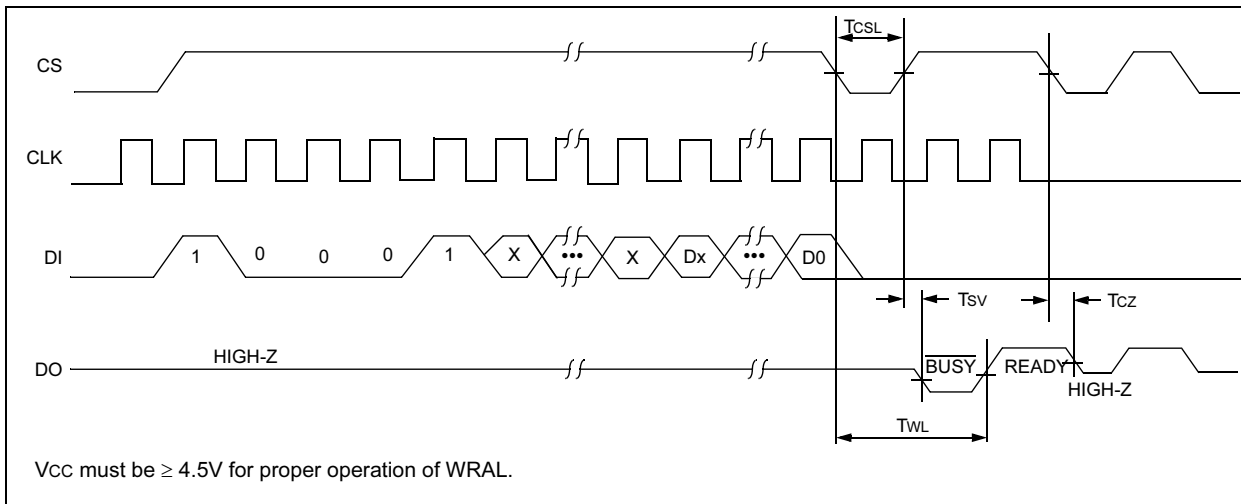 TCSL
CS
CLK
DI 1 0 0 0 1 X ••• X Dx ••• D0
TSV TCZ
DO HIGH-Z BUSY READY
HIGH-Z
TWL
VCC must be ≥ 4.5V for proper operation of WRAL.